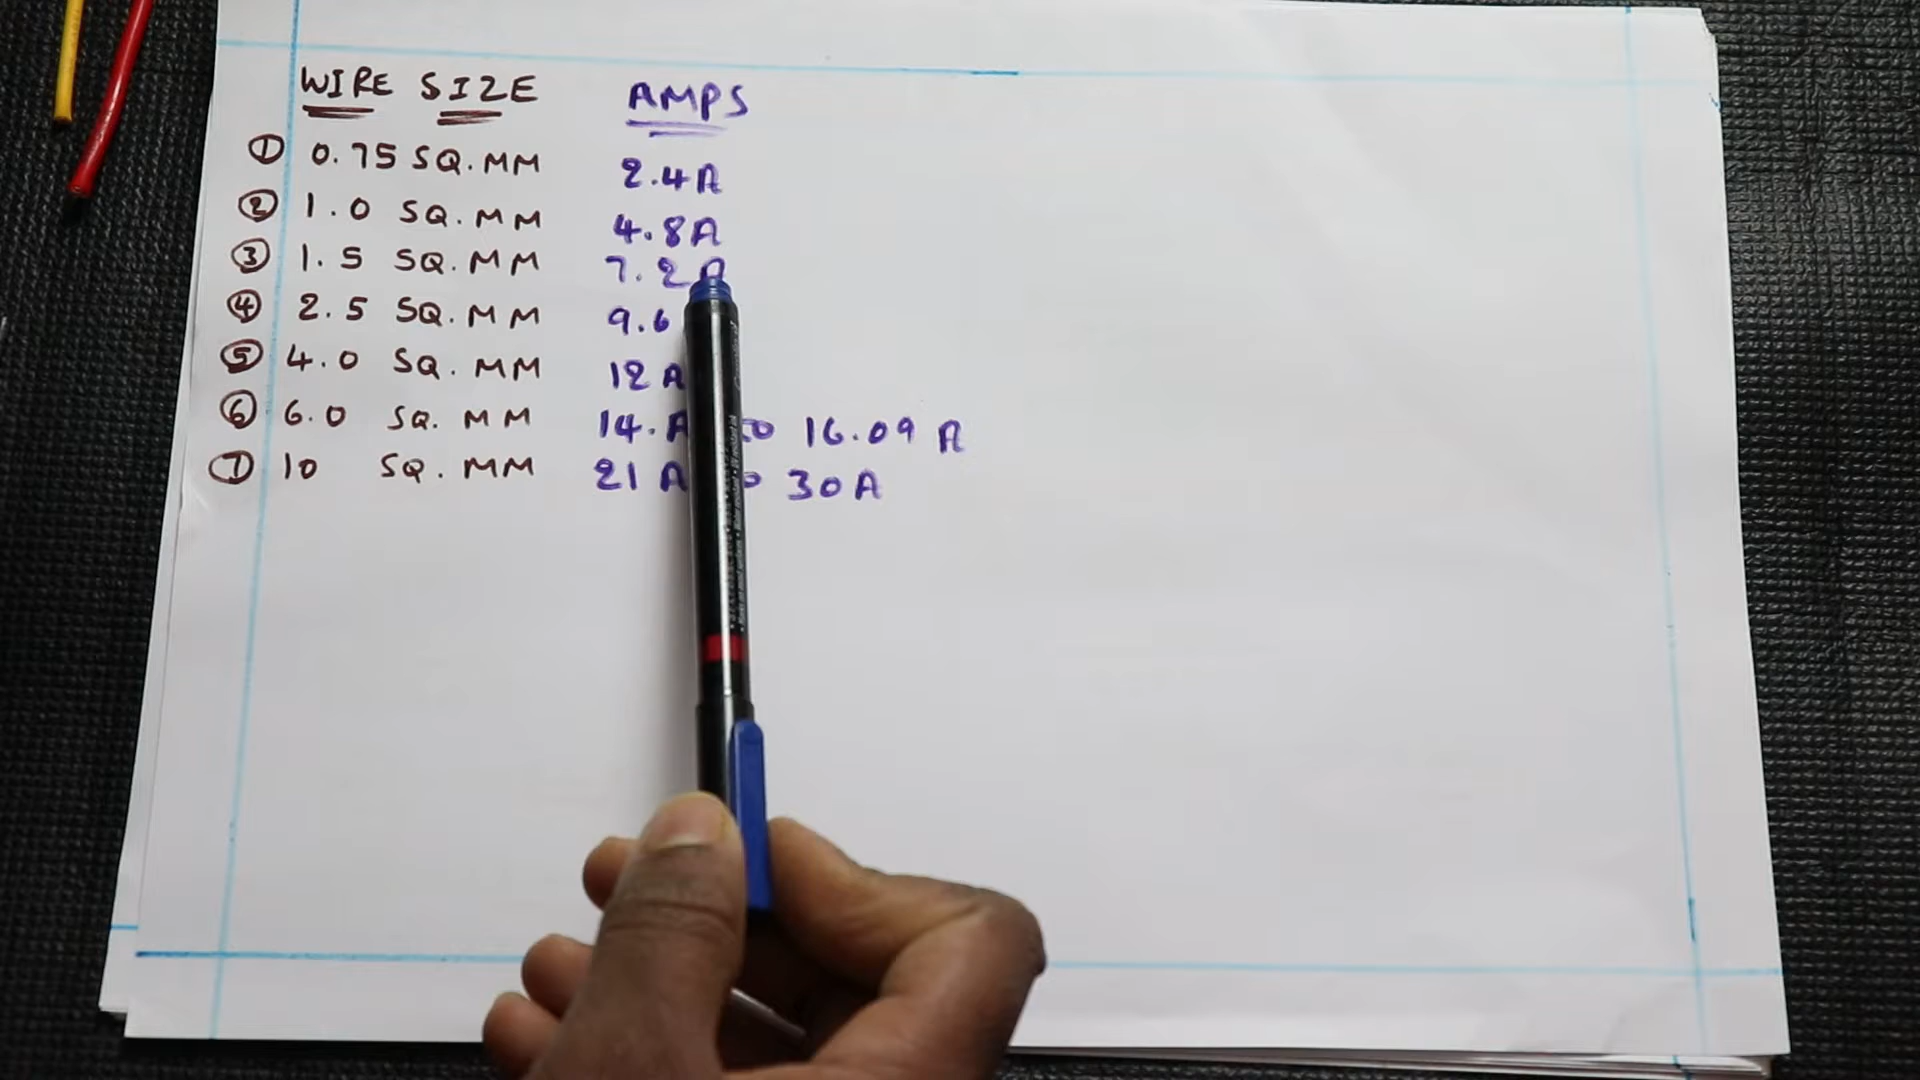 WIRE SIZE AMPS
① 0.75 SQ.MM 2.4A
② 1.0 SQ.MM 4.8A
③ 1.5 SQ.MM 7.2A
④ 2.5 SQ.MM 9.6
⑤ 4.0 SQ.MM 12A
⑥ 6.0 SQ.MM 14.A 16.09 A
⑦ 10 SQ.MM 21 A 30A